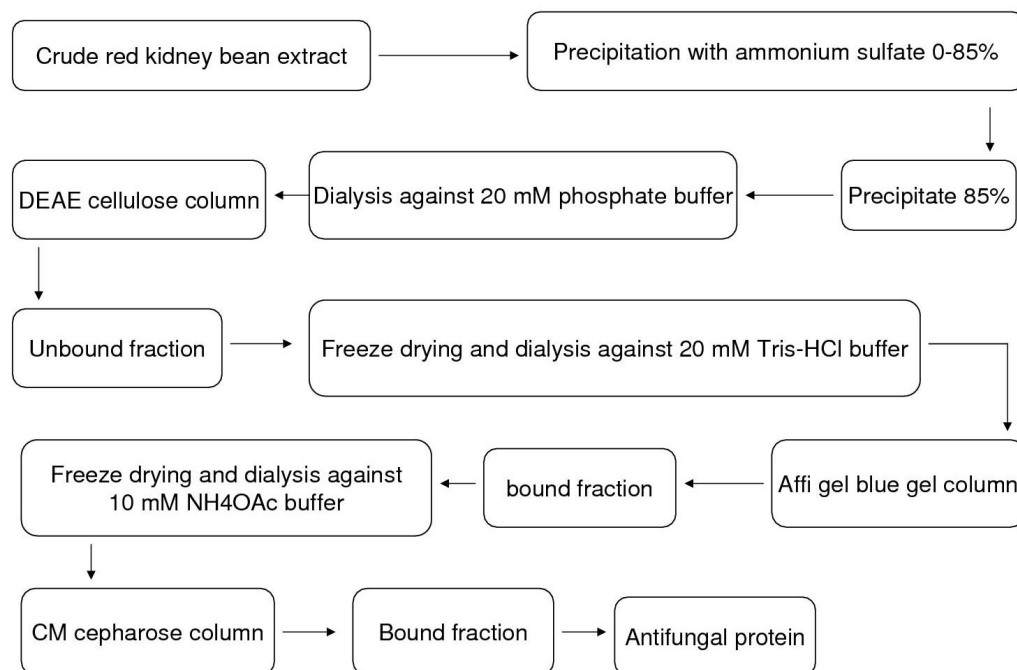 Crude red kidney bean extract
Precipitation with ammonium sulfate 0-85%
Precipitate 85%
Dialysis against 20 mM phosphate buffer
DEAE cellulose column
Unbound fraction
Freeze drying and dialysis against 20 mM Tris-HCl buffer
Affi gel blue gel column
bound fraction
Freeze drying and dialysis against
10 mM NH4OAc buffer
CM cepharose column
Bound fraction
Antifungal protein